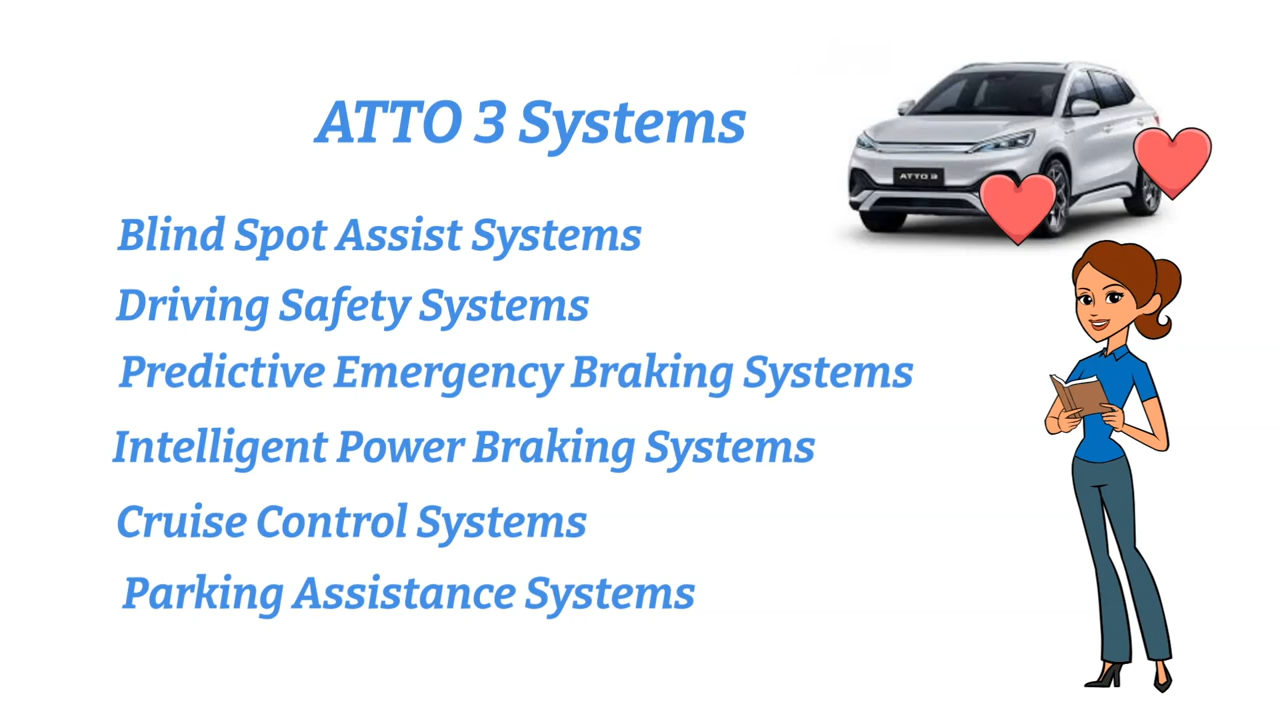 ATTO 3 Systems
ATTO 3
Blind Spot Assist Systems
Driving Safety Systems
Predictive Emergency Braking Systems
Intelligent Power Braking Systems
Cruise Control Systems
Parking Assistance Systems